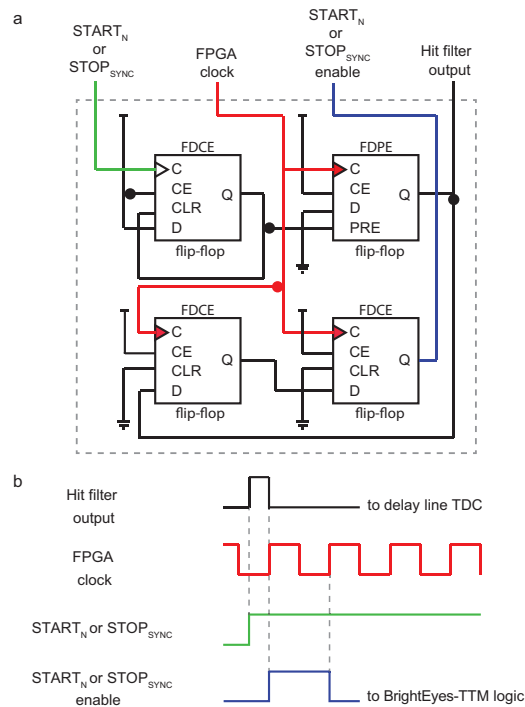 a
START_N
or
STOP_SYNC
FPGA
clock
START_N
or
STOP_SYNC
enable
Hit filter
output
FDCE
C
CE
CLR
D
Q
flip-flop
FDPE
C
CE
D
PRE
Q
flip-flop
FDCE
C
CE
CLR
D
Q
flip-flop
FDCE
C
CE
CLR
D
Q
flip-flop
b
Hit filter
output
to delay line TDC
FPGA
clock
START_N or STOP_SYNC
START_N or STOP_SYNC
enable
to BrightEyes-TTM logic